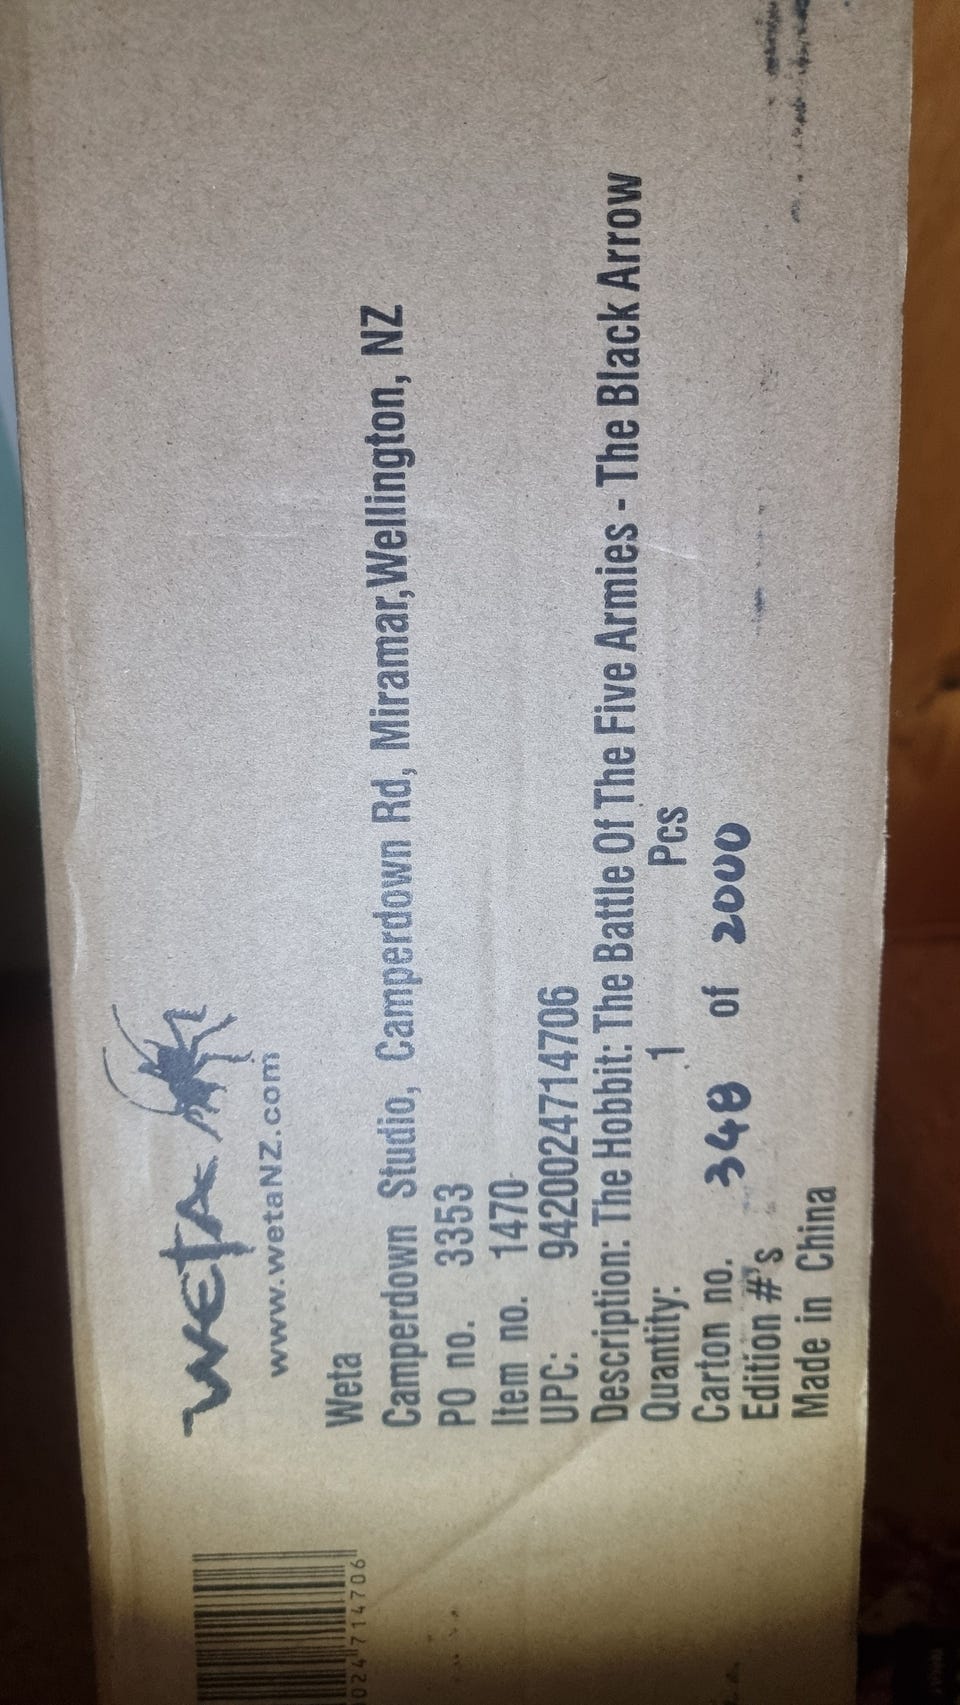 WETA
www.wetaNZ.com
Weta
Camperdown Studio, Camperdown Rd, Miramar,Wellington, NZ
PO no. 3353
Item no. 1470
UPC: 9420024714706
Description: The Hobbit: The Battle Of The Five Armies - The Black Arrow
Quantity: 1 Pcs
Carton no. 348 of 2000
Edition #'s
Made in China
024714706